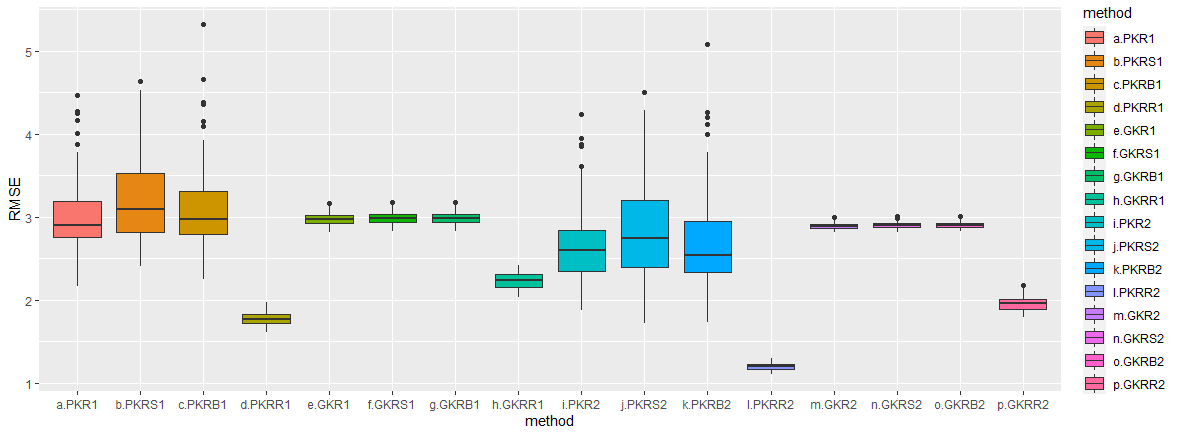 RMSE
5
4
3
2
1
a.PKR1 b.PKRS1 c.PKRB1 d.PKRR1 e.GKR1 f.GKRS1 g.GKRB1 h.GKRR1 i.PKR2 j.PKRS2 k.PKRB2 l.PKRR2 m.GKR2 n.GKRS2 o.GKRB2 p.GKRR2
method
method
a.PKR1
b.PKRS1
c.PKRB1
d.PKRR1
e.GKR1
f.GKRS1
g.GKRB1
h.GKRR1
i.PKR2
j.PKRS2
k.PKRB2
l.PKRR2
m.GKR2
n.GKRS2
o.GKRB2
p.GKRR2